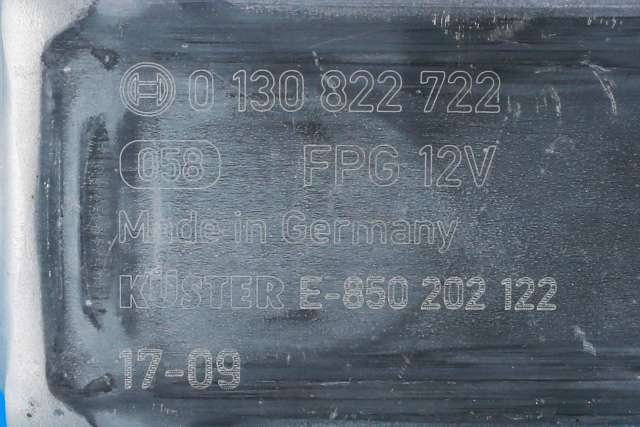 0 130 822 722
058 FPG 12V
Made in Germany
KÜSTER E-850 202 122
17-09